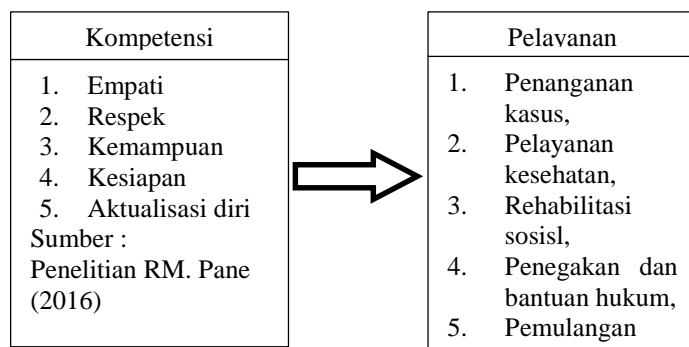 Kompetensi
1. Empati
2. Respek
3. Kemampuan
4. Kesiapan
5. Aktualisasi diri
Sumber :
Penelitian RM. Pane
(2016)
Pelayanan
1. Penanganan
kasus,
2. Pelayanan
kesehatan,
3. Rehabilitasi
sosisl,
4. Penegakan dan
bantuan hukum,
5. Pemulangan